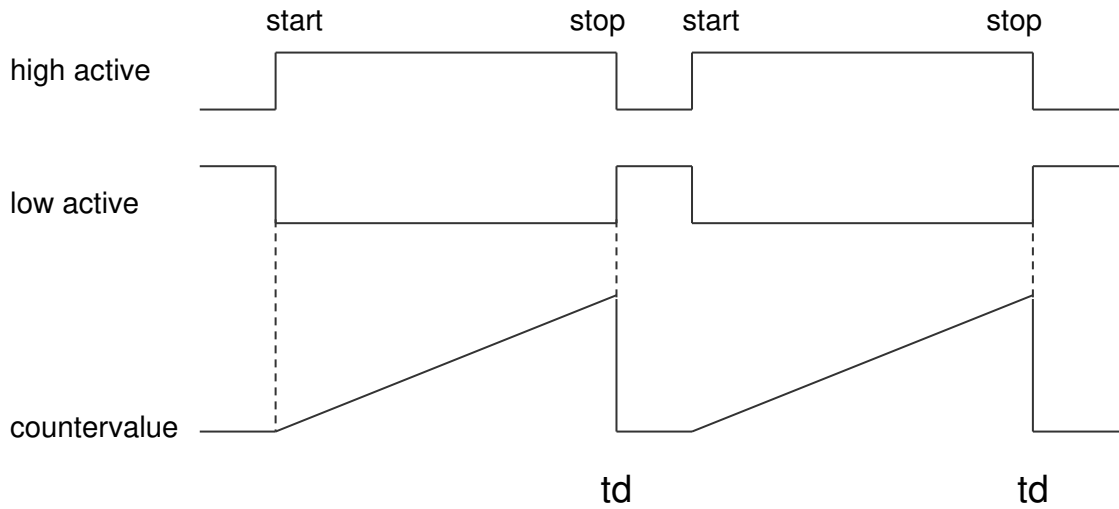 start stop start stop
high active
low active
countervalue
td td